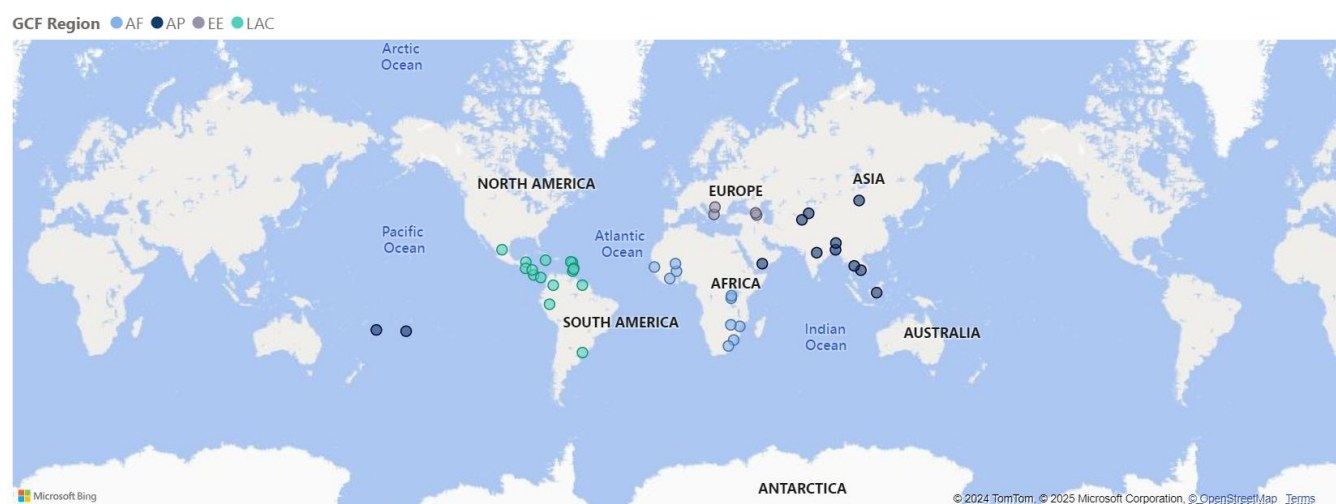 GCF Region AF AP EE LAC
Arctic
Ocean
NORTH AMERICA
EUROPE
ASIA
Pacific
Ocean
Atlantic
Ocean
AFRICA
SOUTH AMERICA
Indian
Ocean
AUSTRALIA
ANTARCTICA
Microsoft Bing
© 2024 TomTom, © 2025 Microsoft Corporation, © OpenStreetMap Terms